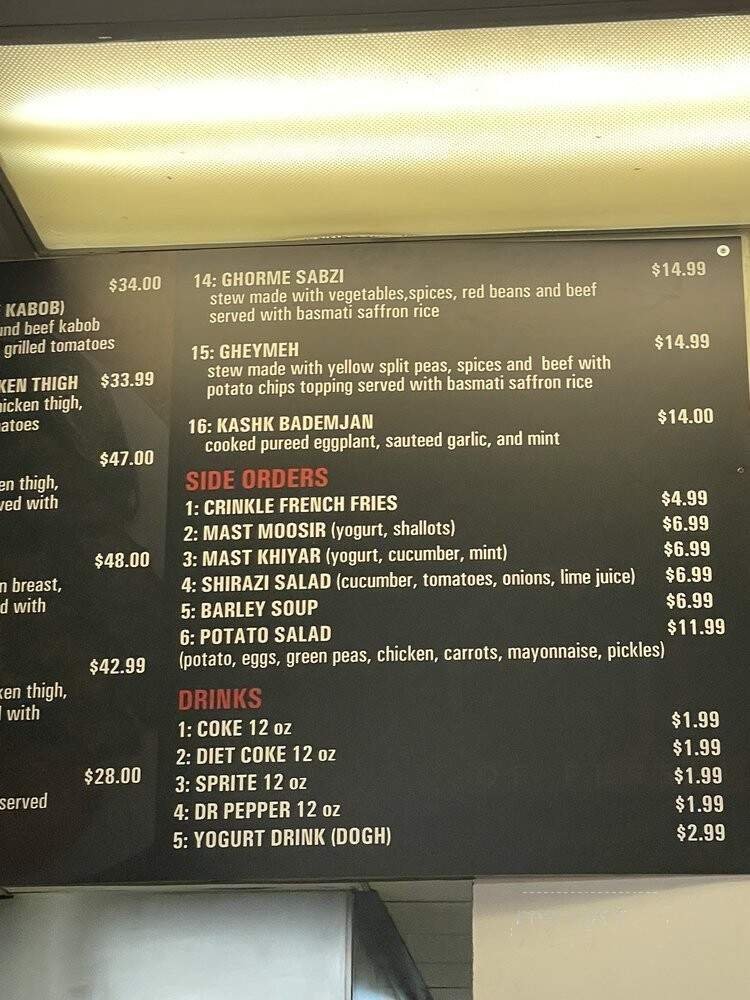 $34.00
KABOB)
und beef kabob
grilled tomatoes
KEN THIGH $33.99
hicken thigh,
atoes
$47.00
en thigh,
ved with
$48.00
n breast,
d with
$42.99
ken thigh,
with
$28.00
served
14: GHORME SABZI $14.99
stew made with vegetables,spices, red beans and beef
served with basmati saffron rice
15: GHEYMEH $14.99
stew made with yellow split peas, spices and beef with
potato chips topping served with basmati saffron rice
16: KASHK BADEMJAN $14.00
cooked pureed eggplant, sauteed garlic, and mint
SIDE ORDERS
1: CRINKLE FRENCH FRIES $4.99
2: MAST MOOSIR (yogurt, shallots) $6.99
3: MAST KHIYAR (yogurt, cucumber, mint) $6.99
4: SHIRAZI SALAD (cucumber, tomatoes, onions, lime juice) $6.99
5: BARLEY SOUP $6.99
6: POTATO SALAD $11.99
(potato, eggs, green peas, chicken, carrots, mayonnaise, pickles)
DRINKS
1: COKE 12 oz $1.99
2: DIET COKE 12 oz $1.99
3: SPRITE 12 oz $1.99
4: DR PEPPER 12 oz $1.99
5: YOGURT DRINK (DOGH) $2.99